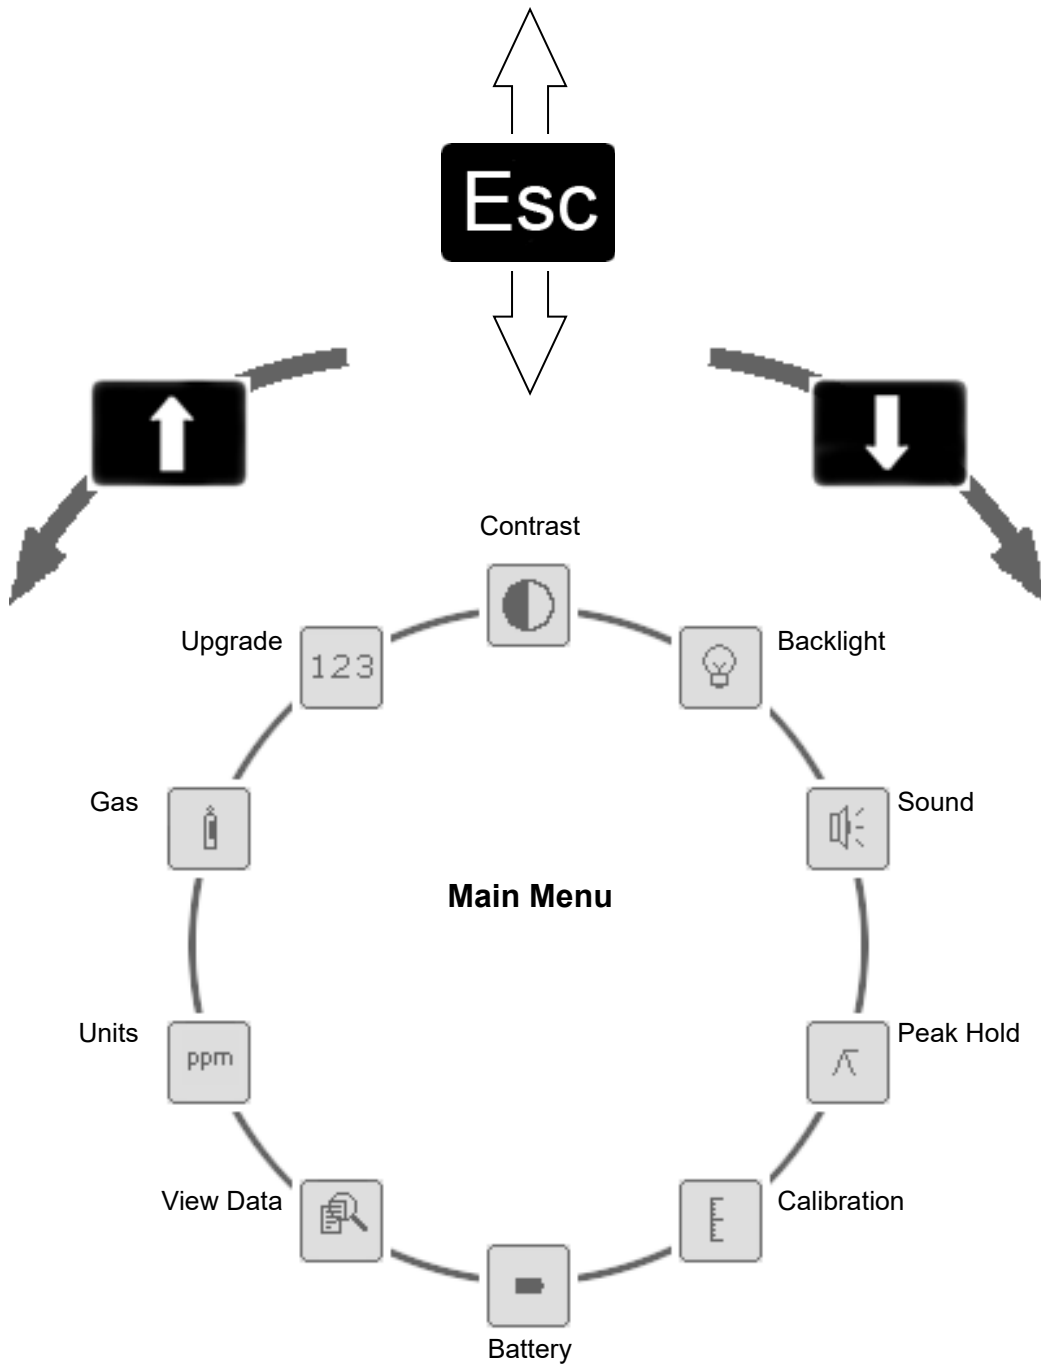 Esc
Contrast
Upgrade
123
Backlight
Gas
Sound
Main Menu
Units
ppm
Peak Hold
View Data
Calibration
Battery